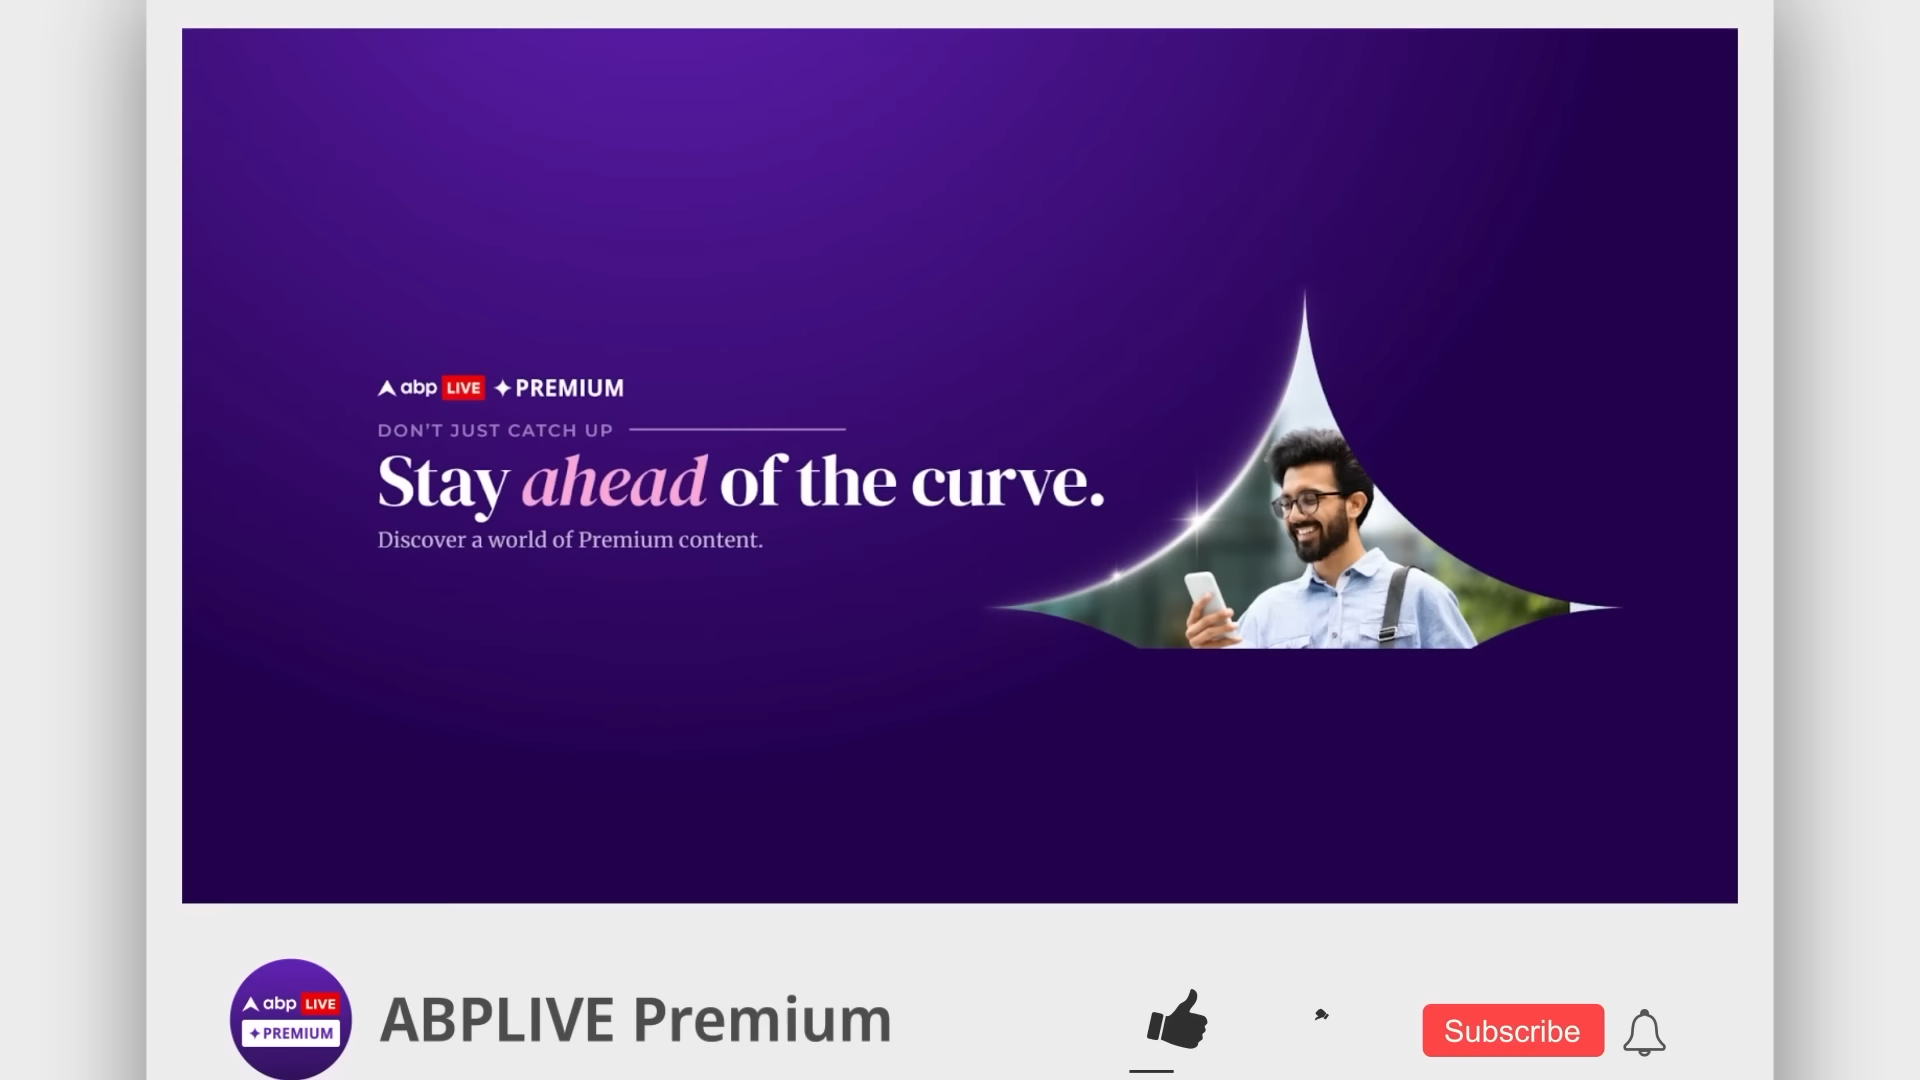 abp LIVE PREMIUM
DON'T JUST CATCH UP
Stay ahead of the curve.
Discover a world of Premium content.
abp LIVE
PREMIUM
ABPLIVE Premium
Subscribe